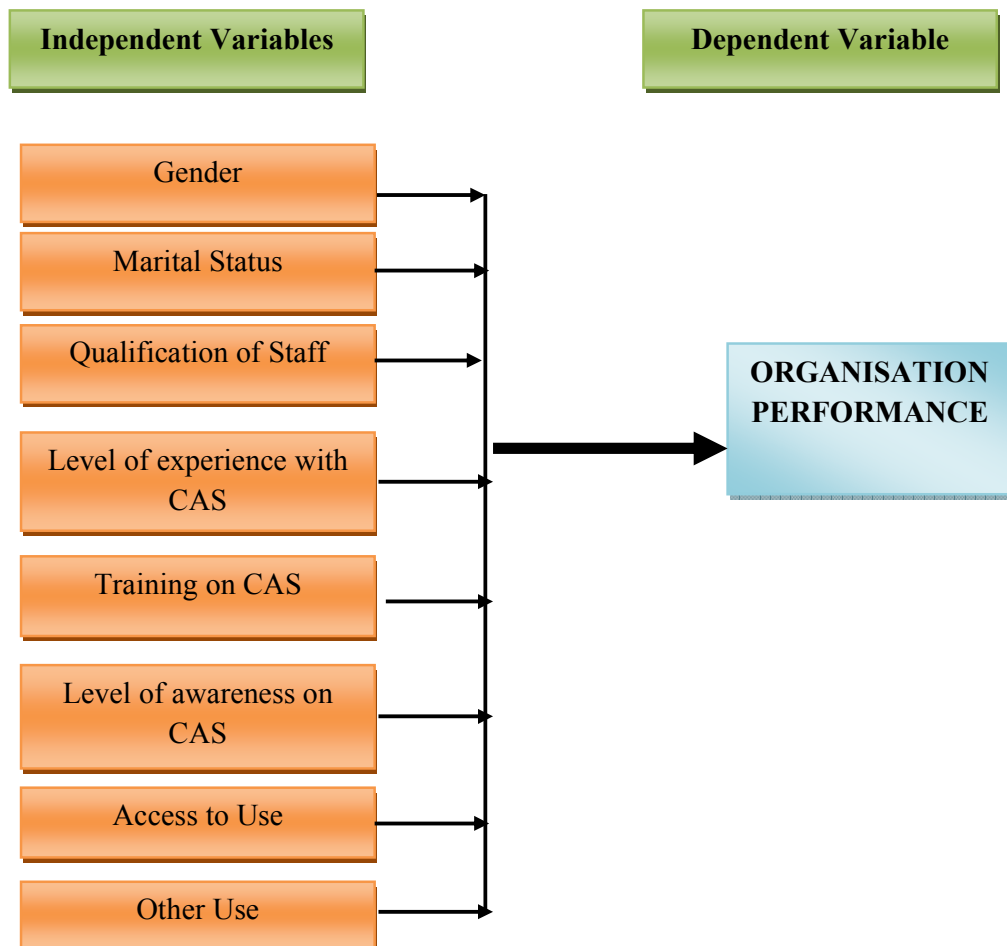 Independent Variables
Dependent Variable
Gender
Marital Status
Qualification of Staff
Level of experience with
CAS
Training on CAS
Level of awareness on
CAS
Access to Use
Other Use
ORGANISATION
PERFORMANCE